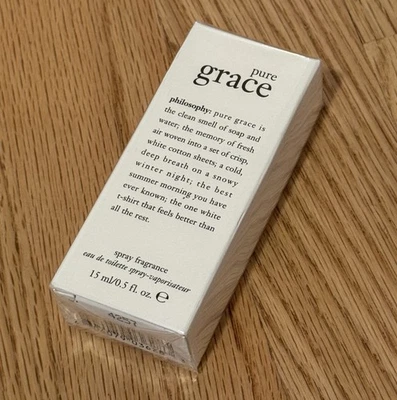 pure
grace
philosophy: pure grace is
the clean smell of soap and
water; the memory of fresh
air woven into a set of crisp,
white cotton sheets; a cold,
deep breath on a snowy
winter night; the best
summer morning you have
ever known; the one white
t-shirt that feels better than
all the rest.
spray fragrance
eau de toilette spray-vaporisateur
15 ml/0.5 fl. oz. ℮
4257